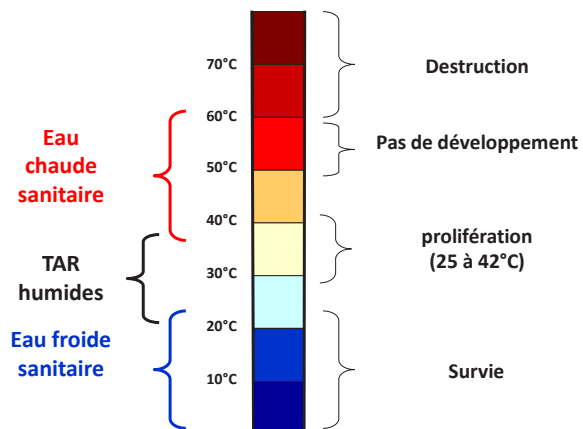 70°C
60°C
50°C
40°C
30°C
20°C
10°C
Eau
chaude
sanitaire
TAR
humides
Eau froide
sanitaire
Destruction
Pas de développement
prolifération
(25 à 42°C)
Survie